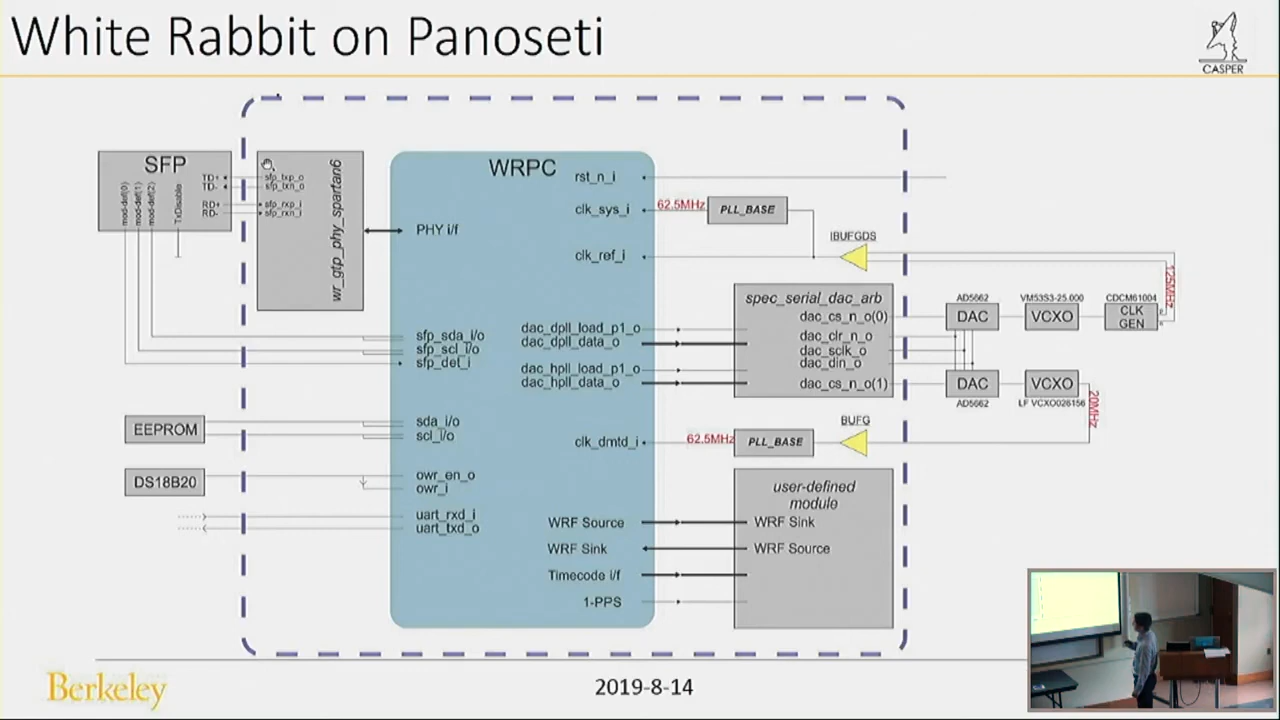 White Rabbit on Panoseti
CASPER
SFP
mod-def(0)
mod-def(1)
mod-def(2)
TxDisable
TD+
TD-
RD+
RD-
sfp_txp_o
sfp_txn_o
sfp_rxp_i
sfp_rxn_i
wr_gtp_phy_spartan6
WRPC
PHY i/f
sfp_sda_i/o
sfp_scl_i/o
sfp_det_i
EEPROM
sda_i/o
scl_i/o
DS18B20
owr_en_o
owr_i
uart_rxd_i
uart_txd_o
rst_n_i
clk_sys_i
62.5MHz
PLL_BASE
clk_ref_i
IBUFGDS
125MHz
dac_dpll_load_p1_o
dac_dpll_data_o
dac_hpll_load_p1_o
dac_hpll_data_o
spec_serial_dac_arb
dac_cs_n_o(0)
dac_clr_n_o
dac_sclk_o
dac_din_o
dac_cs_n_o(1)
AD5662
DAC
VM53S3-25.000
VCXO
CDCM61004
CLK
GEN
DAC
AD5662
VCXO
LF VCXO026156
20MHz
clk_dmtd_i
62.5MHz
PLL_BASE
BUFG
user-defined
module
WRF Source
WRF Sink
WRF Sink
WRF Source
Timecode i/f
1-PPS
Berkeley
2019-8-14